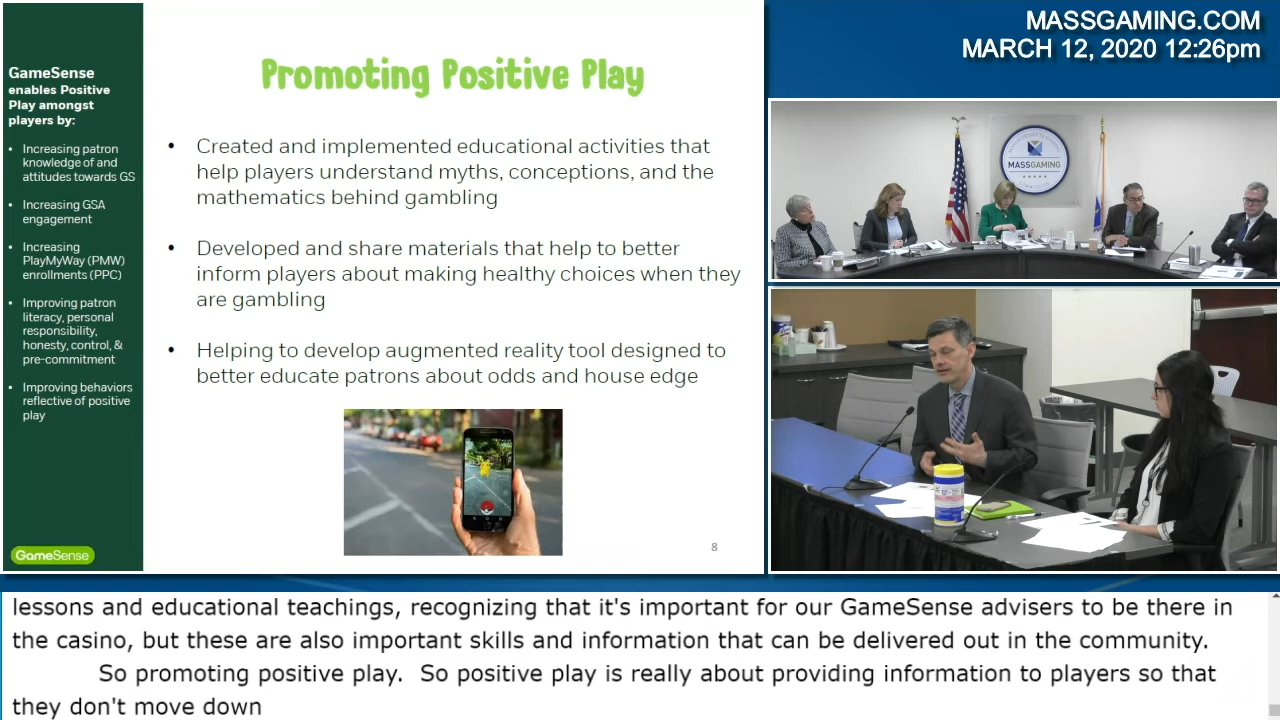 MASSGAMING.COM
MARCH 12, 2020 12:26pm
GameSense
enables Positive
Play amongst
players by:
• Increasing patron
knowledge of and
attitudes towards GS
• Increasing GSA
engagement
• Increasing
PlayMyWay (PMW)
enrollments (PPC)
• Improving patron
literacy, personal
responsibility,
honesty, control, &
pre-commitment
• Improving behaviors
reflective of positive
play
GameSense
Promoting Positive Play
• Created and implemented educational activities that
help players understand myths, conceptions, and the
mathematics behind gambling
• Developed and share materials that help to better
inform players about making healthy choices when they
are gambling
• Helping to develop augmented reality tool designed to
better educate patrons about odds and house edge
8
MASSGAMING
lessons and educational teachings, recognizing that it's important for our GameSense advisers to be there in
the casino, but these are also important skills and information that can be delivered out in the community.
So promoting positive play.  So positive play is really about providing information to players so that
they don't move down